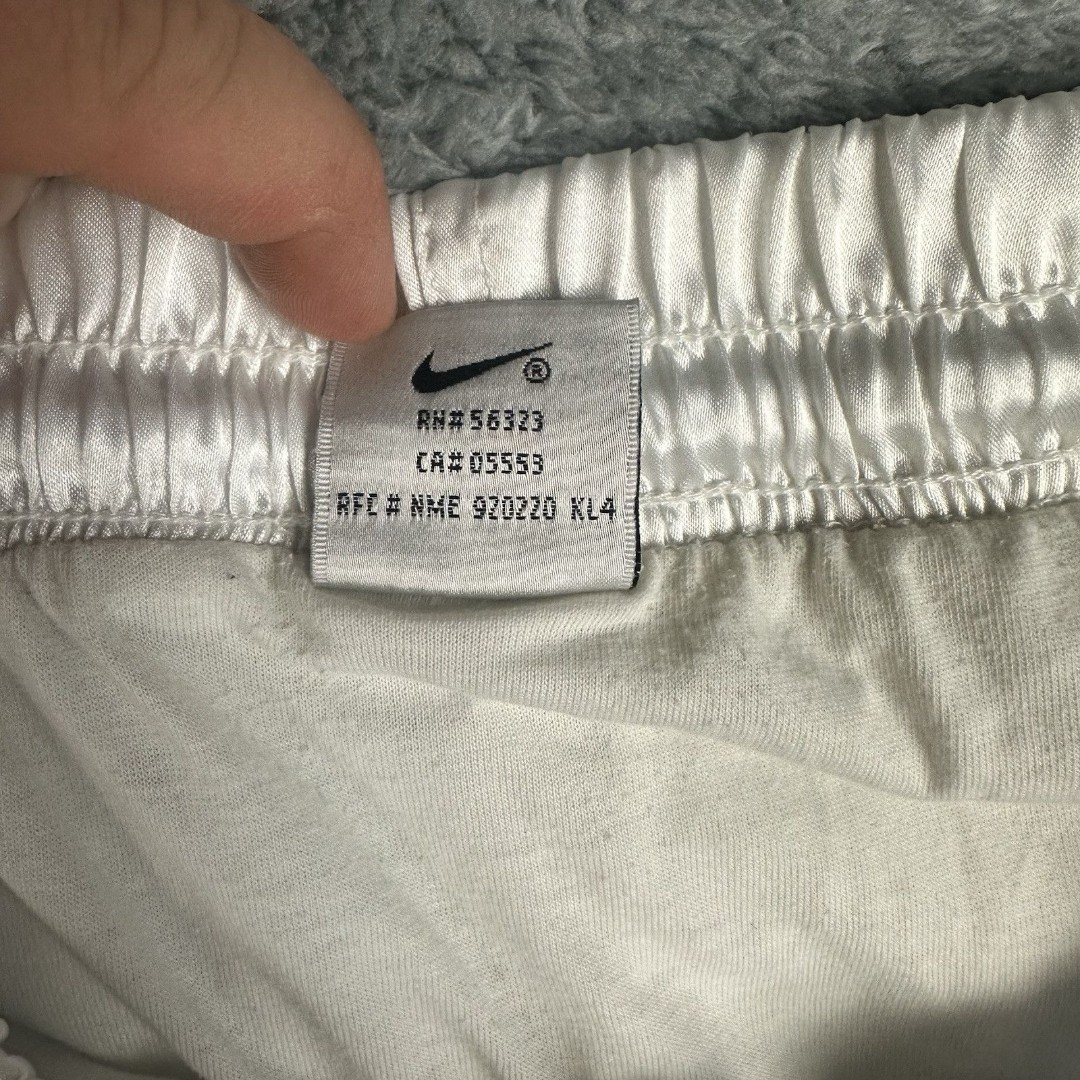 ®
RN# 56323
CA# 05553
RFC # NME 920220 KL4